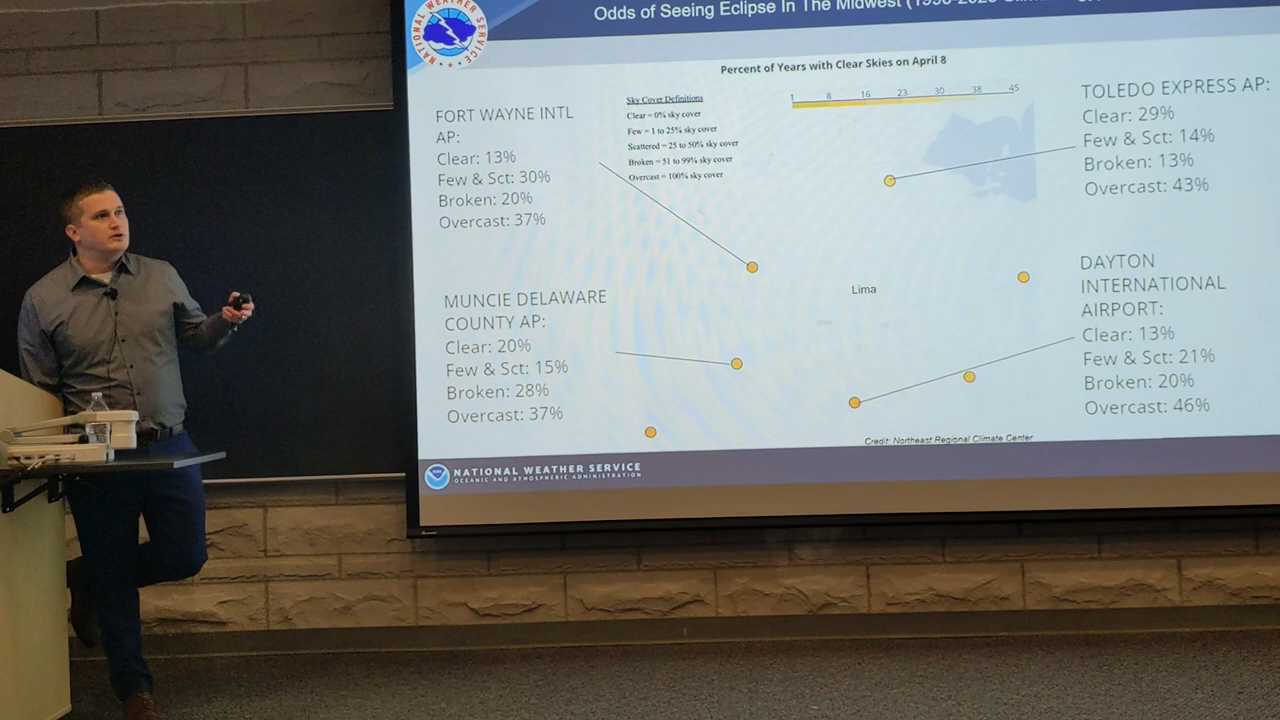 NATIONAL WEATHER SERVICE
Odds of Seeing Eclipse In The Midwest
Percent of Years with Clear Skies on April 8
1 8 16 23 30 38 45
Sky Cover Definitions
Clear = 0% sky cover
Few = 1 to 25% sky cover
Scattered = 25 to 50% sky cover
Broken = 51 to 99% sky cover
Overcast = 100% sky cover
FORT WAYNE INTL
AP:
Clear: 13%
Few & Sct: 30%
Broken: 20%
Overcast: 37%
TOLEDO EXPRESS AP:
Clear: 29%
Few & Sct: 14%
Broken: 13%
Overcast: 43%
Lima
MUNCIE DELAWARE
COUNTY AP:
Clear: 20%
Few & Sct: 15%
Broken: 28%
Overcast: 37%
DAYTON
INTERNATIONAL
AIRPORT:
Clear: 13%
Few & Sct: 21%
Broken: 20%
Overcast: 46%
Credit: Northeast Regional Climate Center
NATIONAL WEATHER SERVICE
OCEANIC AND ATMOSPHERIC ADMINISTRATION